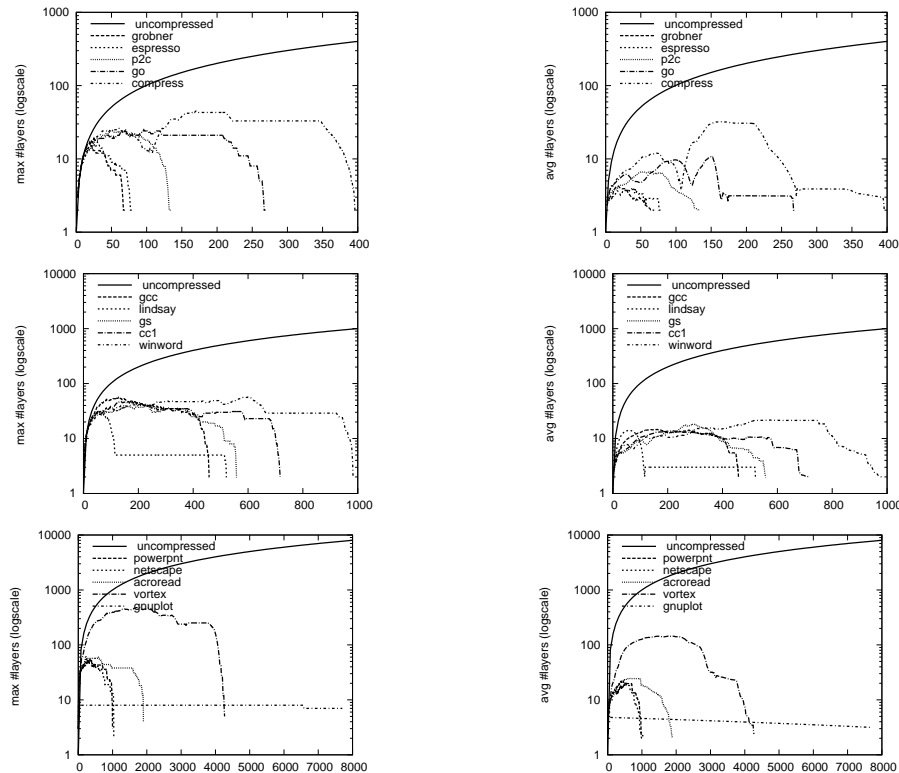 1000
100
10
1
max #layers (logscale)
uncompressed
grobner
espresso
p2c
go
compress
0 50 100 150 200 250 300 350 400
1000
100
10
1
avg #layers (logscale)
uncompressed
grobner
espresso
p2c
go
compress
0 50 100 150 200 250 300 350 400
10000
1000
100
10
1
max #layers (logscale)
uncompressed
gcc
lindsay
gs
cc1
winword
0 200 400 600 800 1000
10000
1000
100
10
1
avg #layers (logscale)
uncompressed
gcc
lindsay
gs
cc1
winword
0 200 400 600 800 1000
10000
1000
100
10
1
max #layers (logscale)
uncompressed
powerpnt
netscape
acroread
vortex
gnuplot
0 1000 2000 3000 4000 5000 6000 7000 8000
10000
1000
100
10
1
avg #layers (logscale)
uncompressed
powerpnt
netscape
acroread
vortex
gnuplot
0 1000 2000 3000 4000 5000 6000 7000 8000